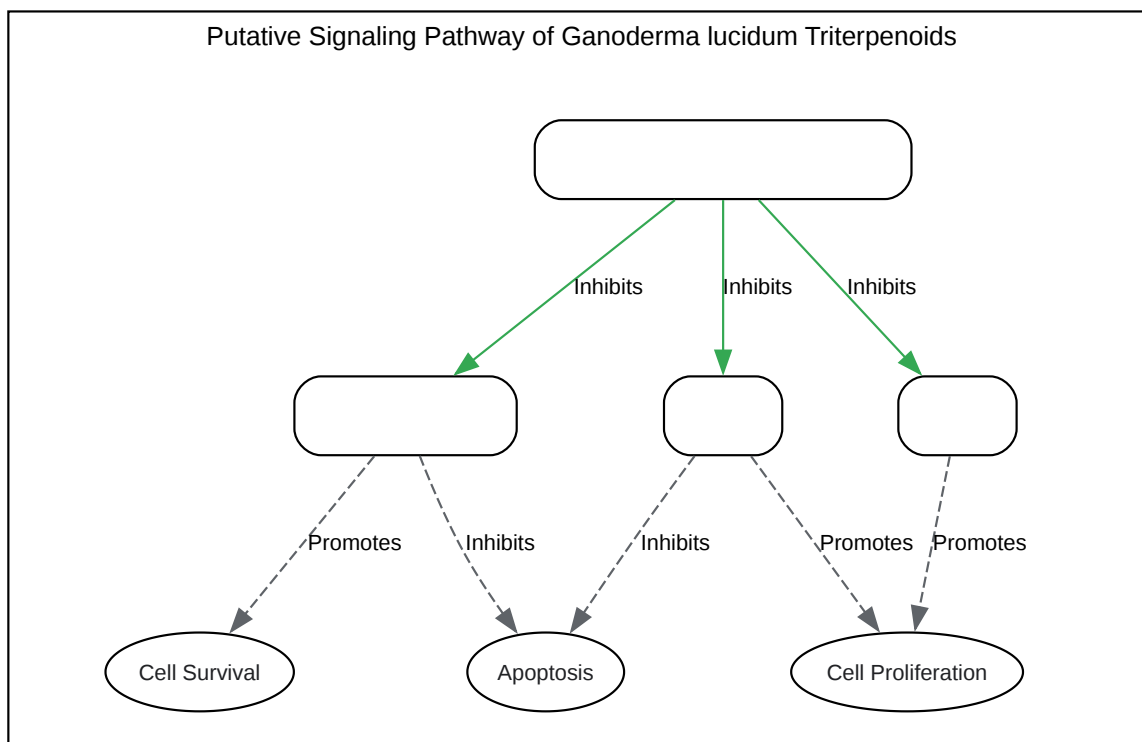 Putative Signaling Pathway of Ganoderma lucidum Triterpenoids
Inhibits
Inhibits
Inhibits
Promotes
Inhibits
Inhibits
Promotes
Promotes
Cell Survival
Apoptosis
Cell Proliferation